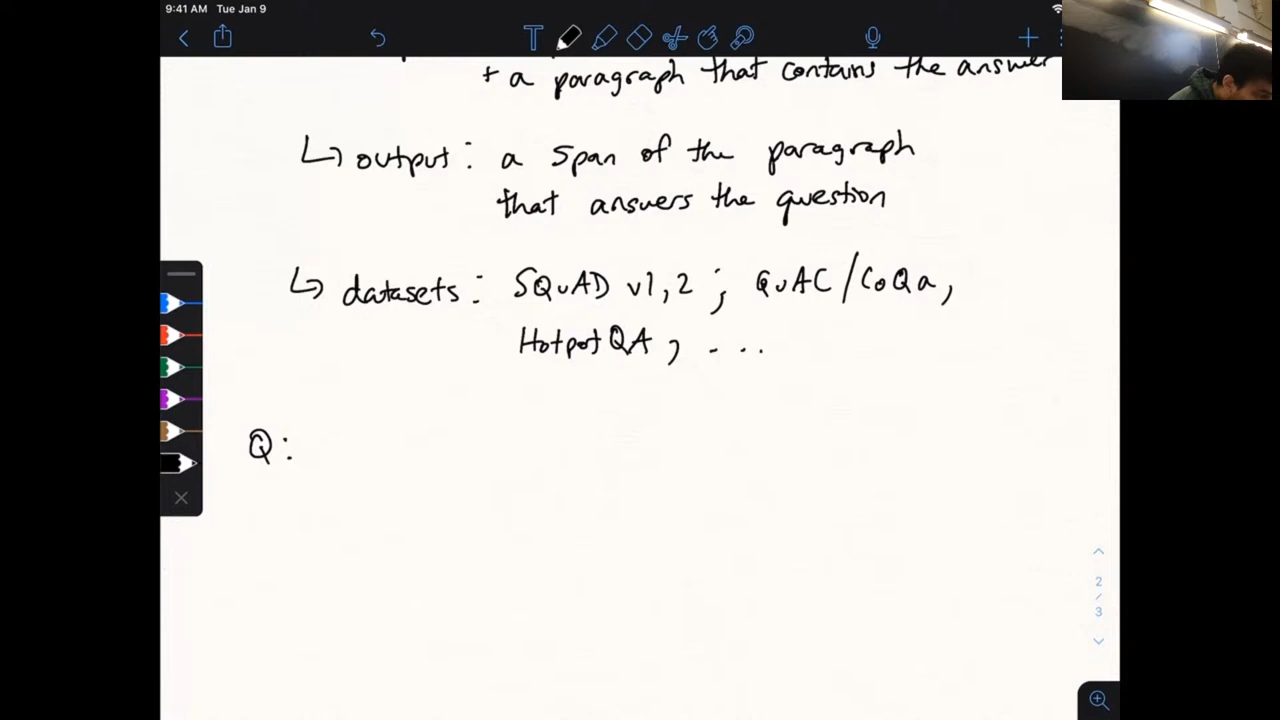 9:41 AM Tue Jan 9
T
+ a paragraph that contains the answer
↳ output: a span of the paragraph
that answers the question
↳ datasets: SQuAD v1,2 ; QuAC/CoQa,
HotpotQA, ...
Q:
2
/
3